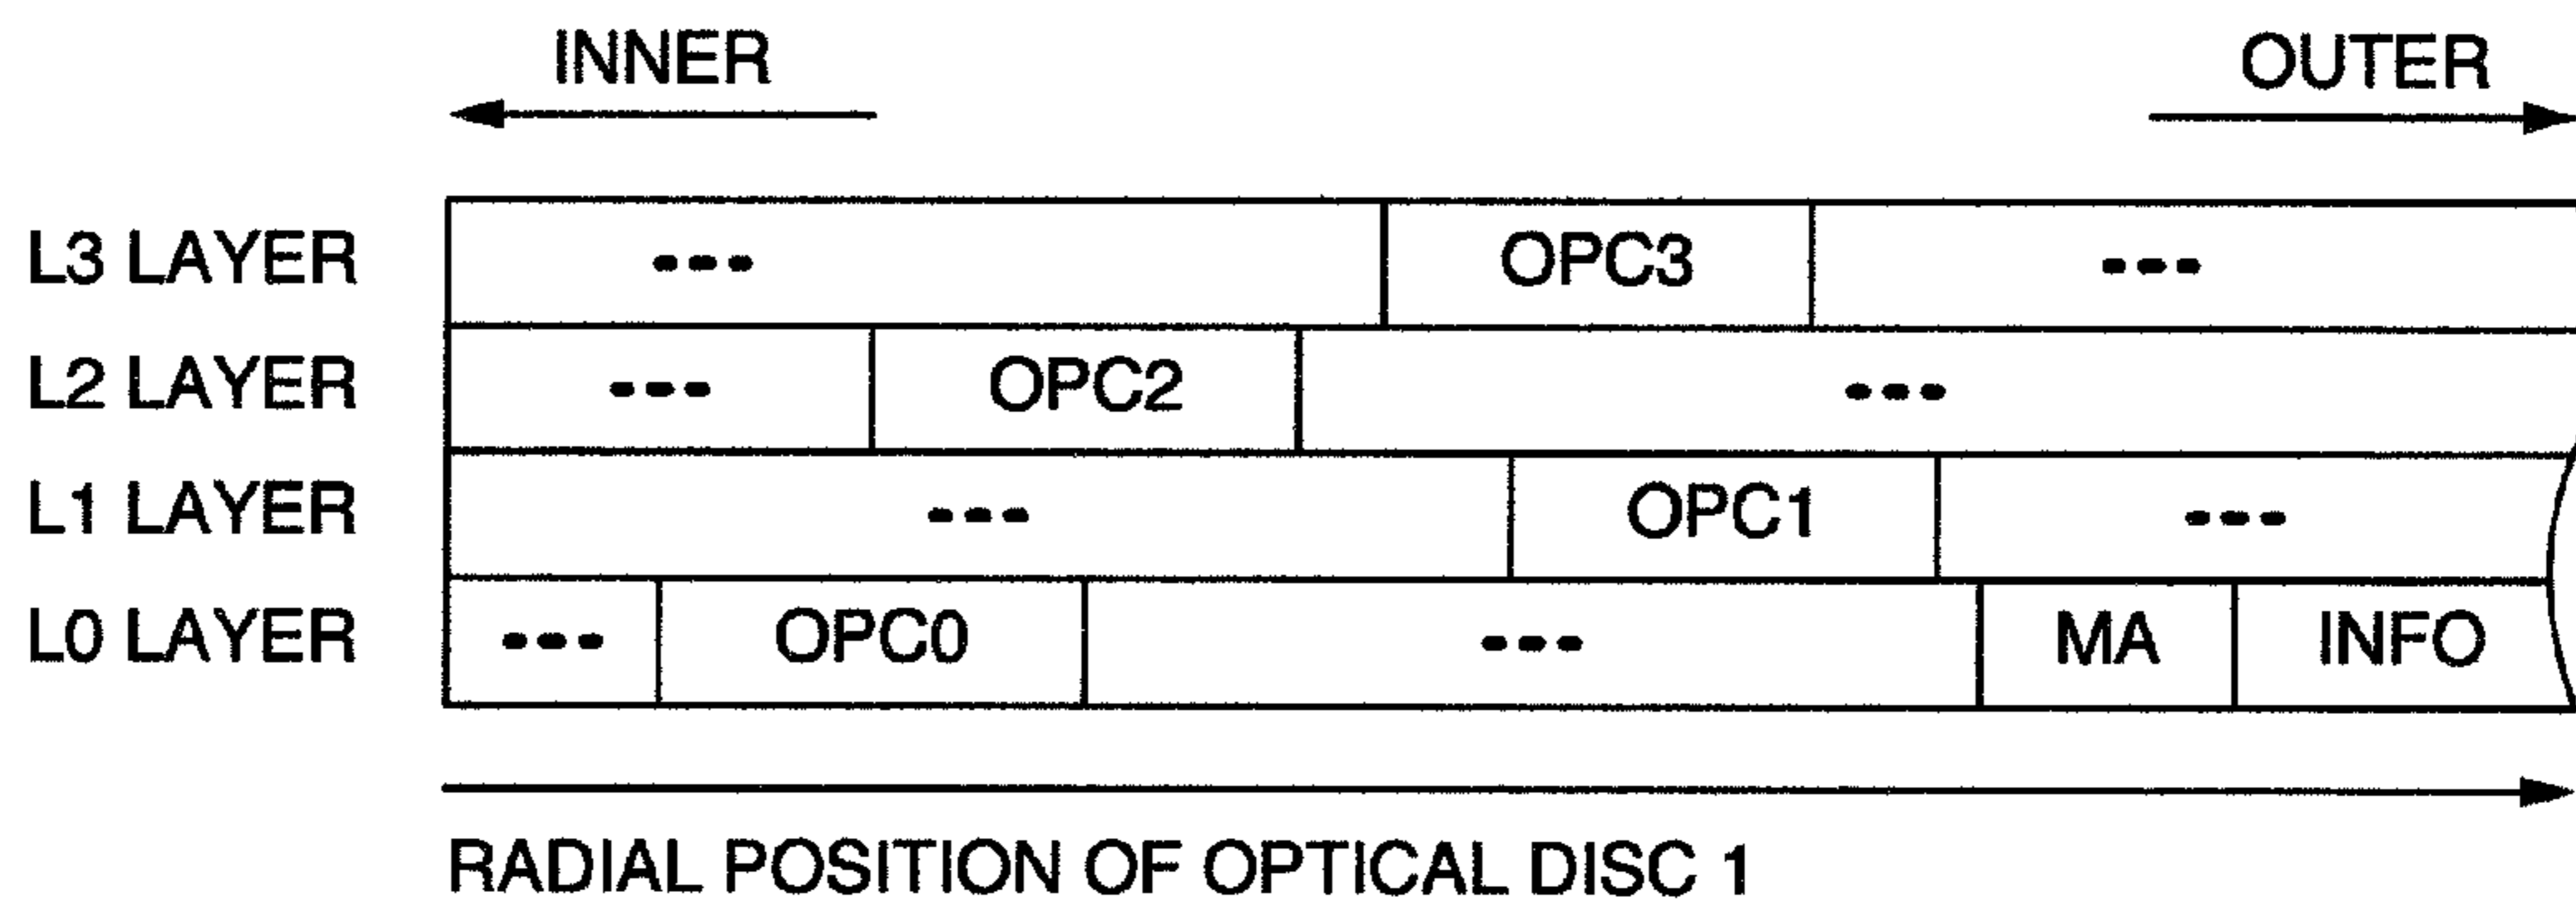 INNER OUTER
L3 LAYER --- OPC3 ---
L2 LAYER --- OPC2 ---
L1 LAYER --- OPC1 ---
L0 LAYER --- OPC0 --- MA INFO
RADIAL POSITION OF OPTICAL DISC 1